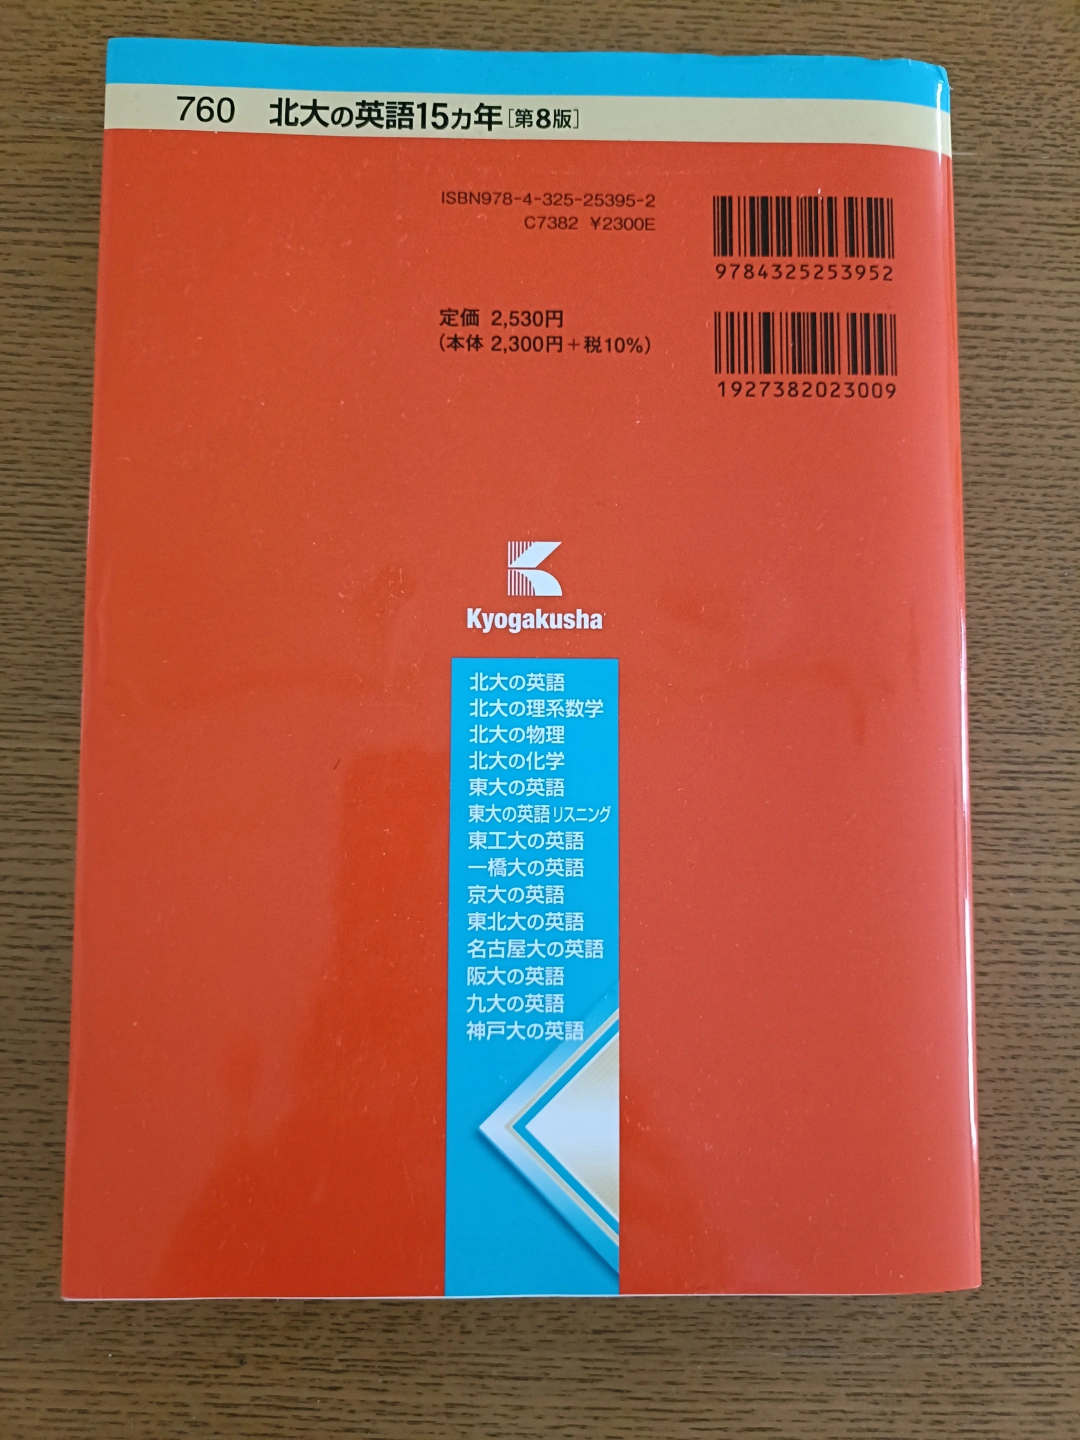 760 北大の英語15カ年[第8版]
ISBN978-4-325-25395-2
C7382 ¥2300E
9784325253952
定価 2,530円
(本体 2,300円+税10%)
1927382023009
Kyogakusha
北大の英語
北大の理系数学
北大の物理
北大の化学
東大の英語
東大の英語リスニング
東工大の英語
一橋大の英語
京大の英語
東北大の英語
名古屋大の英語
阪大の英語
九大の英語
神戸大の英語